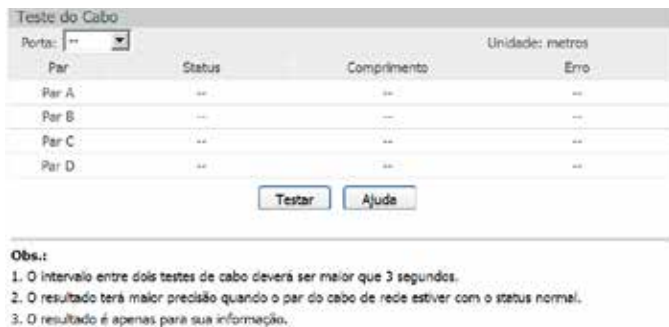 Teste do Cabo
Porta: -- Unidade: metros
Par Status Comprimento Erro
Par A -- -- --
Par B -- -- --
Par C -- -- --
Par D -- -- --
Testar Ajuda
Obs.:
1. O intervalo entre dois testes de cabo deverá ser maior que 3 segundos.
2. O resultado terá maior precisão quando o par do cabo de rede estiver com o status normal.
3. O resultado é apenas para sua informação.